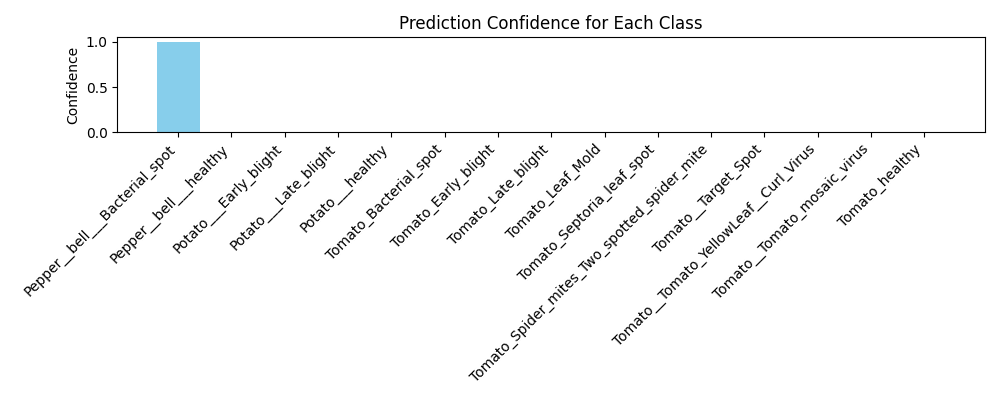 Prediction Confidence for Each Class
Confidence
1.0
0.5
0.0
Pepper__bell___Bacterial_spot
Pepper__bell___healthy
Potato___Early_blight
Potato___Late_blight
Potato___healthy
Tomato_Bacterial_spot
Tomato_Early_blight
Tomato_Late_blight
Tomato_Leaf_Mold
Tomato_Septoria_leaf_spot
Tomato_Spider_mites_Two_spotted_spider_mite
Tomato__Target_Spot
Tomato__Tomato_YellowLeaf__Curl_Virus
Tomato__Tomato_mosaic_virus
Tomato_healthy